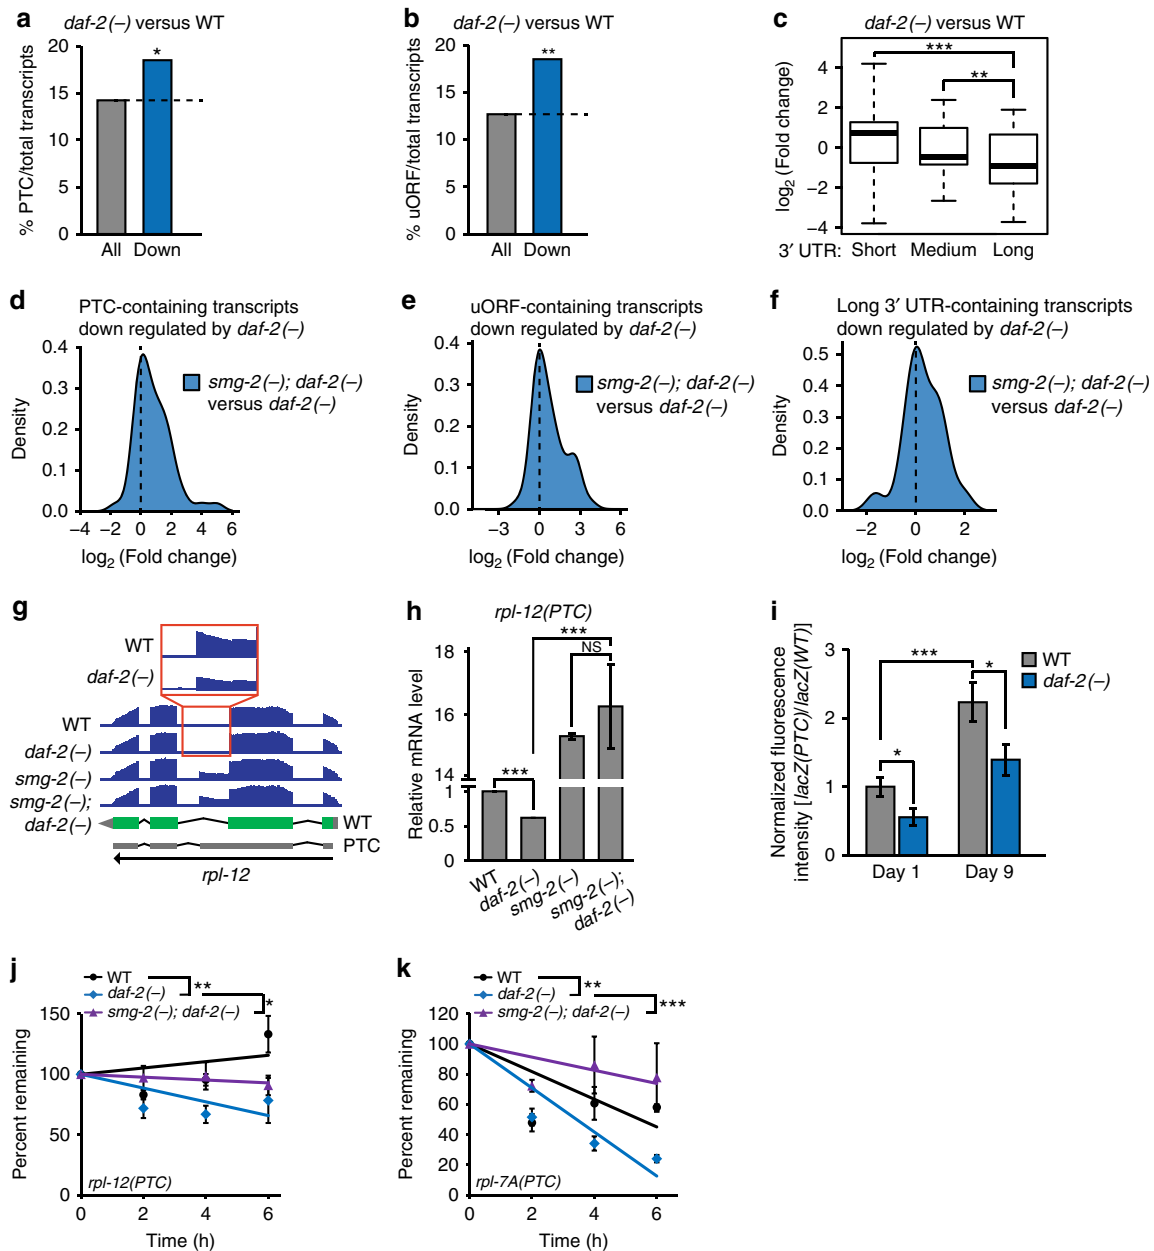 a
daf-2(–) versus WT
% PTC/total transcripts
20
15
10
5
0
*
All Down
b
daf-2(–) versus WT
% uORF/total transcripts
20
15
10
5
0
**
All Down
c
daf-2(–) versus WT
log2 (Fold change)
4
2
0
−2
−4
***
**
3′ UTR: Short Medium Long
d
PTC-containing transcripts
down regulated by daf-2(–)
Density
0.4
0.3
0.2
0.1
0.0
smg-2(–); daf-2(–)
versus daf-2(–)
−4 −2 0 2 4 6
log2 (Fold change)
e
uORF-containing transcripts
down regulated by daf-2(–)
Density
0.4
0.3
0.2
0.1
0.0
smg-2(–); daf-2(–)
versus daf-2(–)
−3 0 3 6
log2 (Fold change)
f
Long 3′ UTR-containing transcripts
down regulated by daf-2(–)
Density
0.5
0.4
0.3
0.2
0.1
0.0
smg-2(–); daf-2(–)
versus daf-2(–)
−2 0 2
log2 (Fold change)
g
WT
daf-2(–)
WT
daf-2(–)
smg-2(–)
smg-2(–);
daf-2(–)
WT
PTC
rpl-12
h
rpl-12(PTC)
Relative mRNA level
18
16
14
1
0.5
0
***
NS
***
WT
daf-2(–)
smg-2(–)
smg-2(–);
daf-2(–)
i
Normalized fluorescence
intensity [lacZ(PTC)/lacZ(WT)]
3
2
1
0
***
*
*
WT
daf-2(–)
Day 1 Day 9
j
WT
daf-2(–)
smg-2(–); daf-2(–)
**
*
Percent remaining
150
100
50
0
rpl-12(PTC)
0 2 4 6
Time (h)
k
WT
daf-2(–)
smg-2(–); daf-2(–)
**
***
Percent remaining
120
100
80
60
40
20
0
rpl-7A(PTC)
0 2 4 6
Time (h)